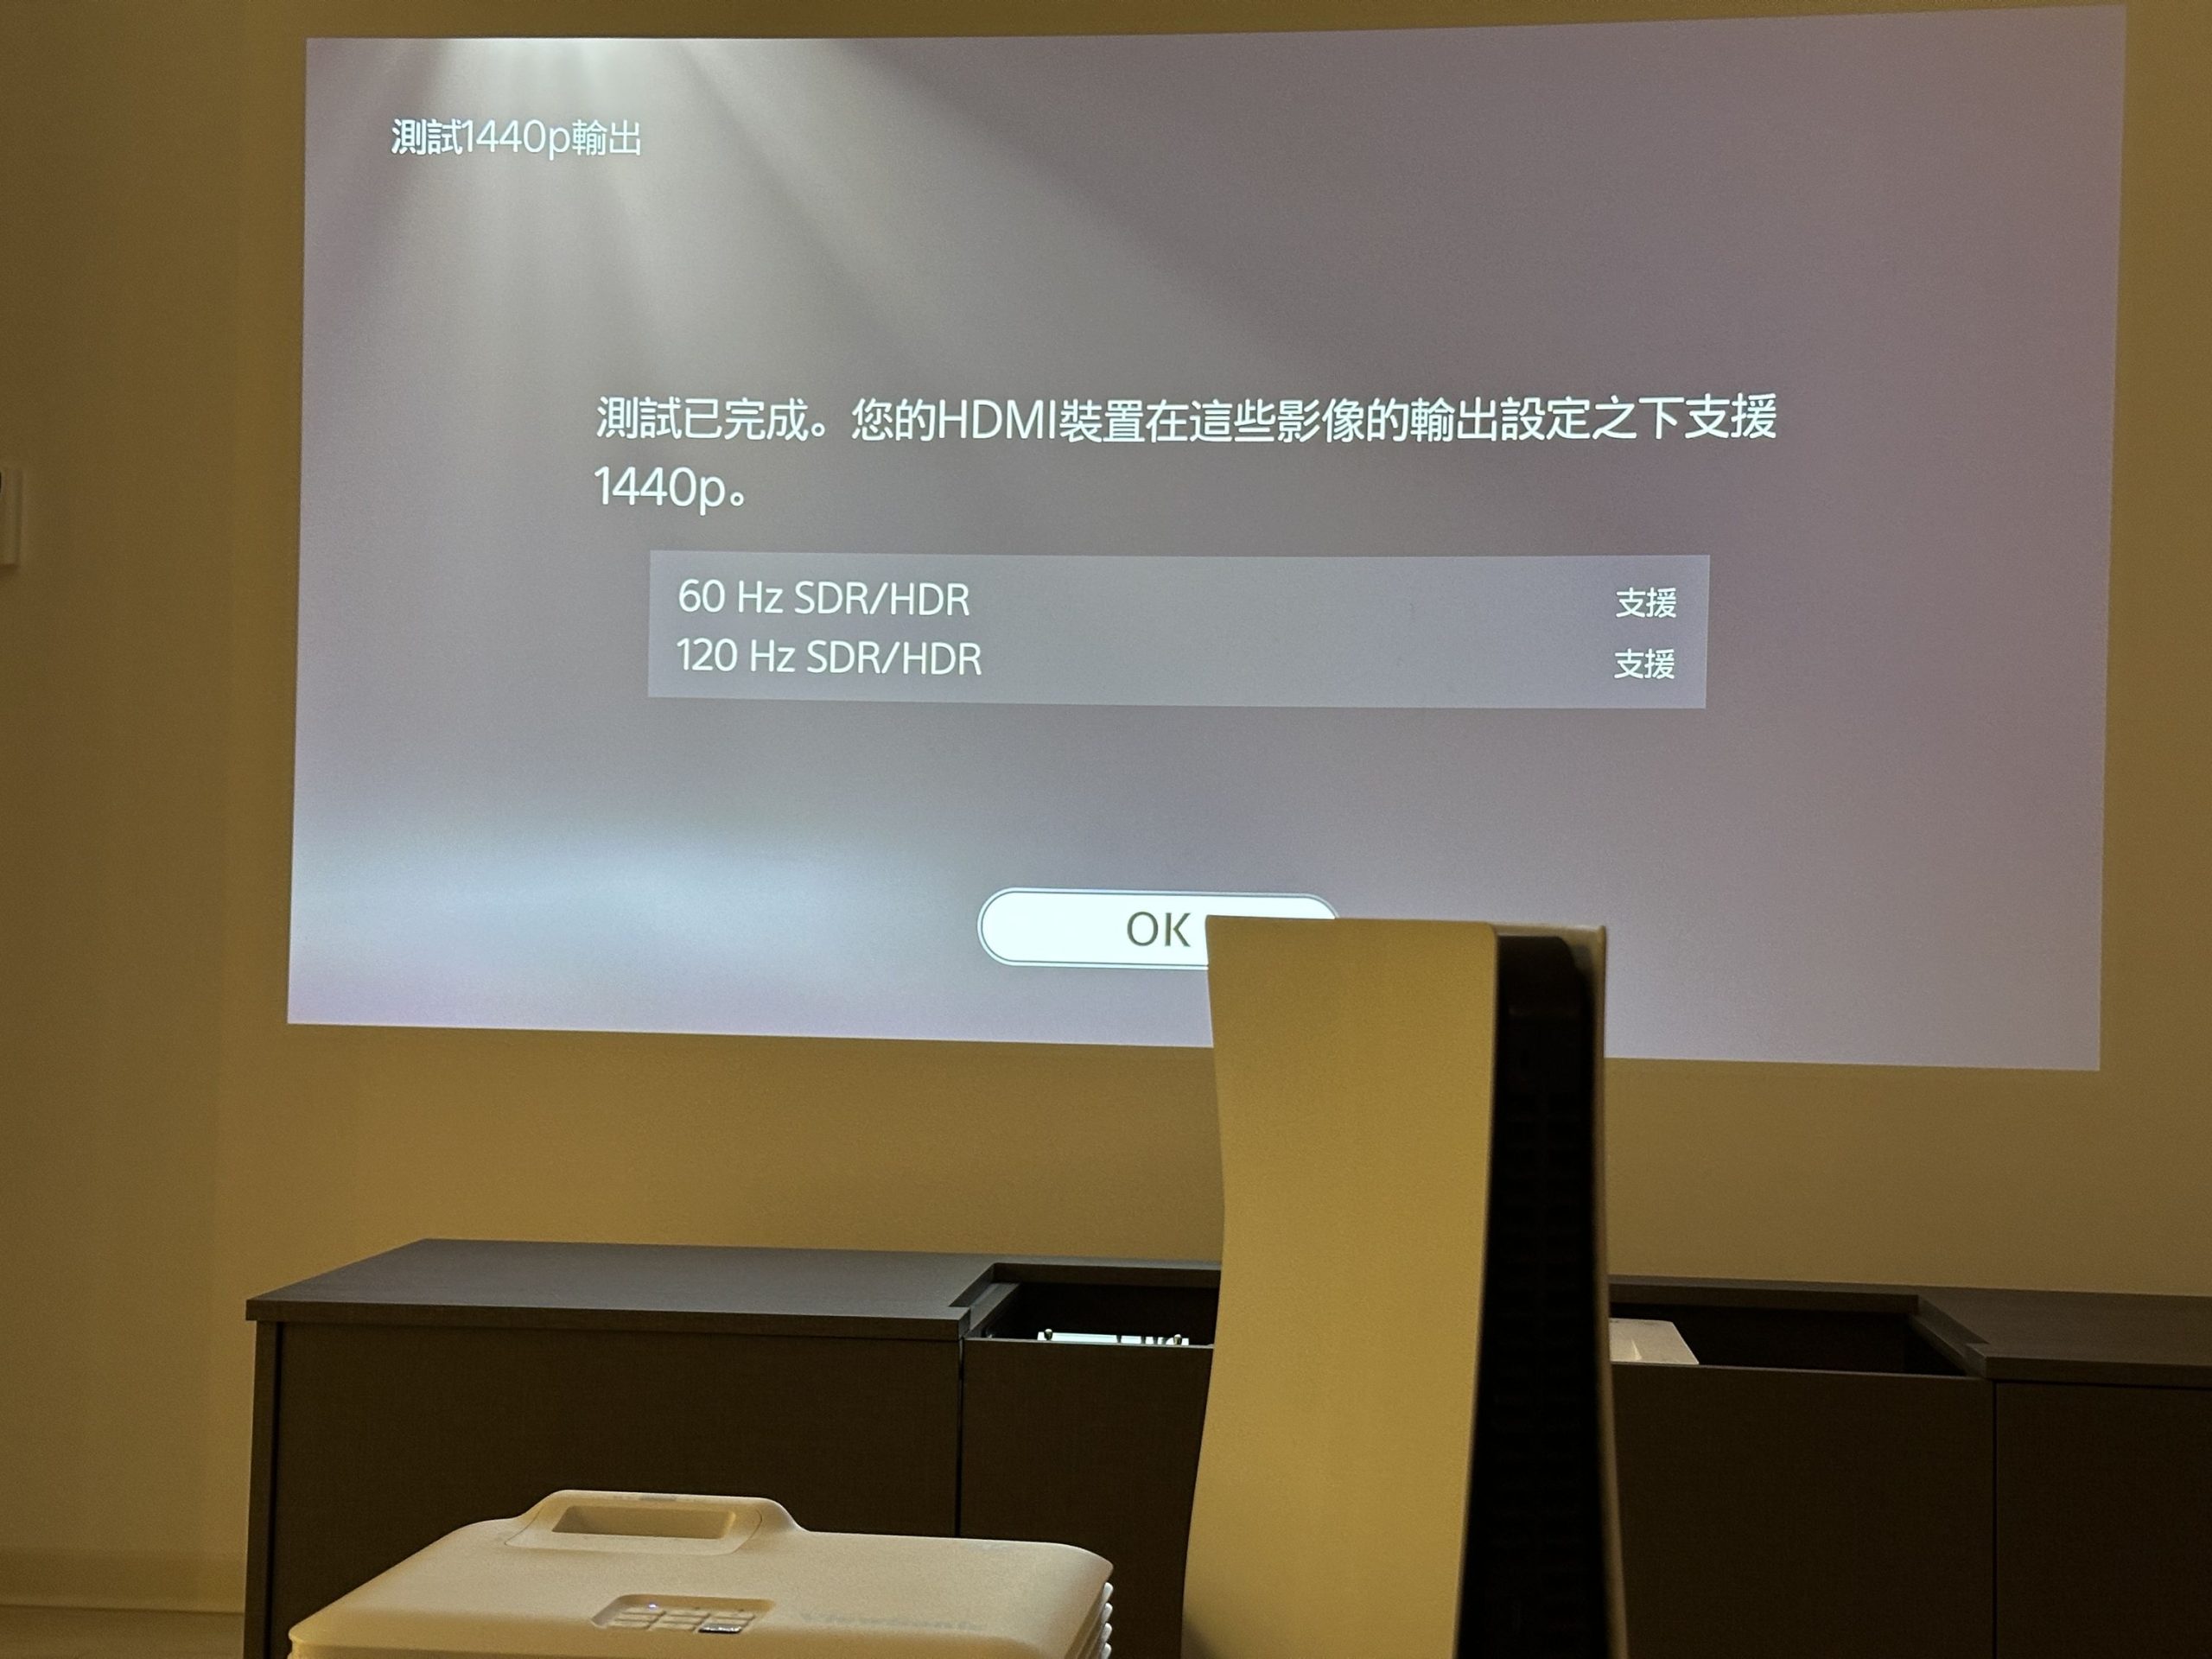 測試1440p輸出
測試已完成。您的HDMI裝置在這些影像的輸出設定之下支援
1440p。
60 Hz SDR/HDR 支援
120 Hz SDR/HDR 支援
OK
ViewSonic